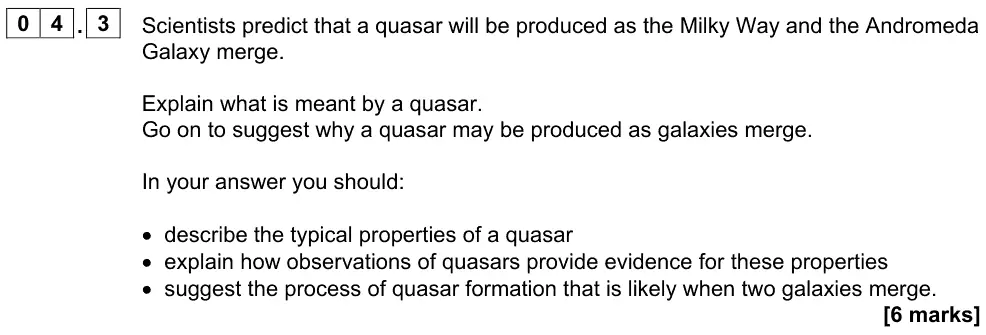 0 4 . 3 Scientists predict that a quasar will be produced as the Milky Way and the Andromeda
Galaxy merge.
Explain what is meant by a quasar.
Go on to suggest why a quasar may be produced as galaxies merge.
In your answer you should:
• describe the typical properties of a quasar
• explain how observations of quasars provide evidence for these properties
• suggest the process of quasar formation that is likely when two galaxies merge.
[6 marks]